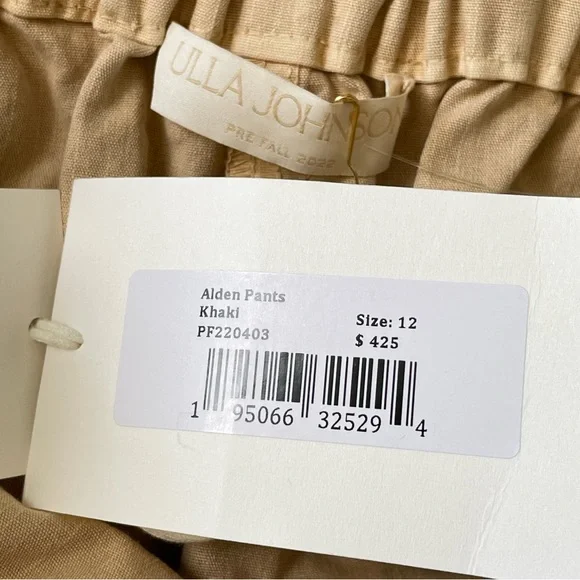 ULLA JOHNSON
PRE FALL 2022
Alden Pants
Khaki
PF220403
Size: 12
$ 425
1 95066 32529 4